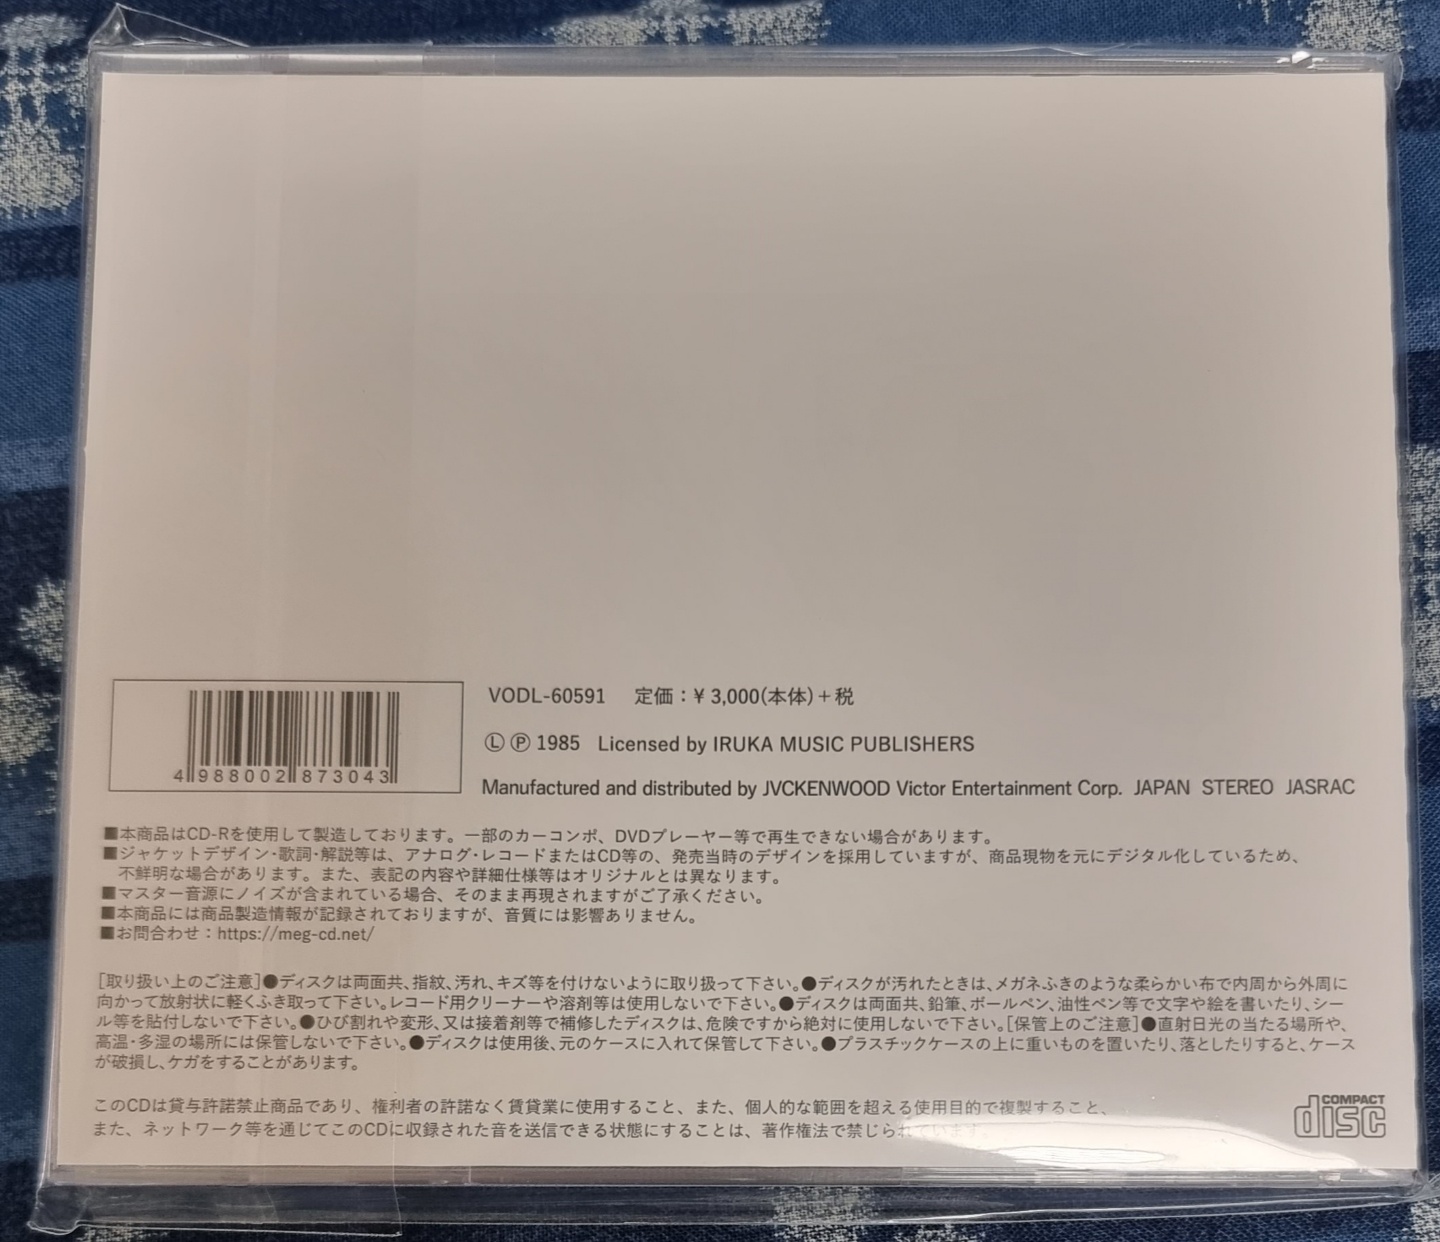 4 988002 873043
VODL-60591 定価：¥ 3,000(本体)＋税
Ⓛ Ⓟ 1985 Licensed by IRUKA MUSIC PUBLISHERS
Manufactured and distributed by JVCKENWOOD Victor Entertainment Corp. JAPAN STEREO JASRAC
■本商品はCD-Rを使用して製造しております。一部のカーコンポ、DVDプレーヤー等で再生できない場合があります。
■ジャケットデザイン・歌詞・解説等は、アナログ・レコードまたはCD等の、発売当時のデザインを採用していますが、商品現物を元にデジタル化しているため、
不鮮明な場合があります。また、表記の内容や詳細仕様等はオリジナルとは異なります。
■マスター音源にノイズが含まれている場合、そのまま再現されますがご了承ください。
■本商品には商品製造情報が記録されておりますが、音質には影響ありません。
■お問合わせ：https://meg-cd.net/
[取り扱い上のご注意]●ディスクは両面共、指紋、汚れ、キズ等を付けないように取り扱って下さい。●ディスクが汚れたときは、メガネふきのような柔らかい布で内周から外周に
向かって放射状に軽くふき取って下さい。レコード用クリーナーや溶剤等は使用しないで下さい。●ディスクは両面共、鉛筆、ボールペン、油性ペン等で文字や絵を書いたり、シー
ル等を貼付しないで下さい。●ひび割れや変形、又は接着剤等で補修したディスクは、危険ですから絶対に使用しないで下さい。[保管上のご注意]●直射日光の当たる場所や、
高温・多湿の場所には保管しないで下さい。●ディスクは使用後、元のケースに入れて保管して下さい。●プラスチックケースの上に重いものを置いたり、落としたりすると、ケース
が破損し、ケガをすることがあります。
このCDは貸与許諾禁止商品であり、権利者の許諾なく賃貸業に使用すること、また、個人的な範囲を超える使用目的で複製すること、
また、ネットワーク等を通じてこのCDに収録された音を送信できる状態にすることは、著作権法で禁じられています。
COMPACT
disc